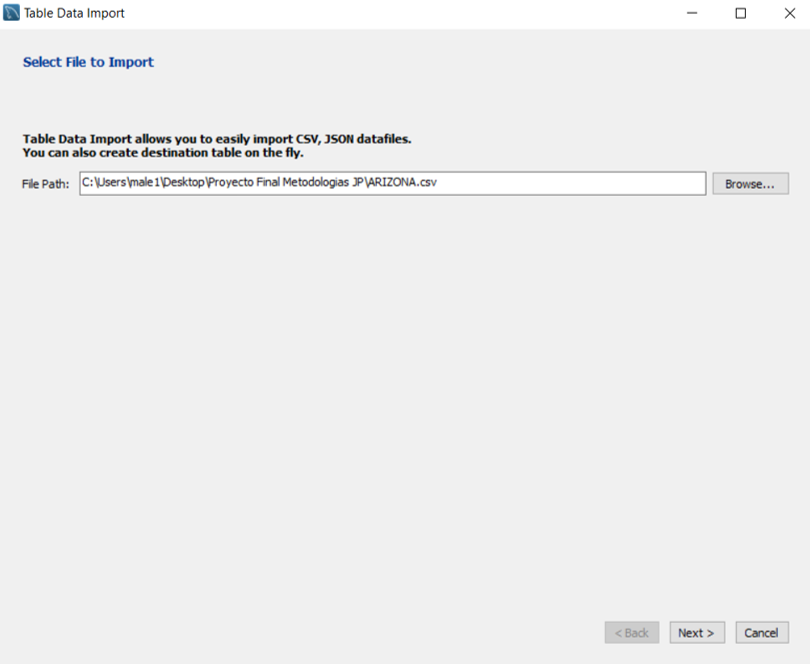 Table Data Import
Select File to Import
Table Data Import allows you to easily import CSV, JSON datafiles.
You can also create destination table on the fly.
File Path: C:\Users\male1\Desktop\Proyecto Final Metodologias JP\ARIZONA.csv Browse...
< Back Next > Cancel